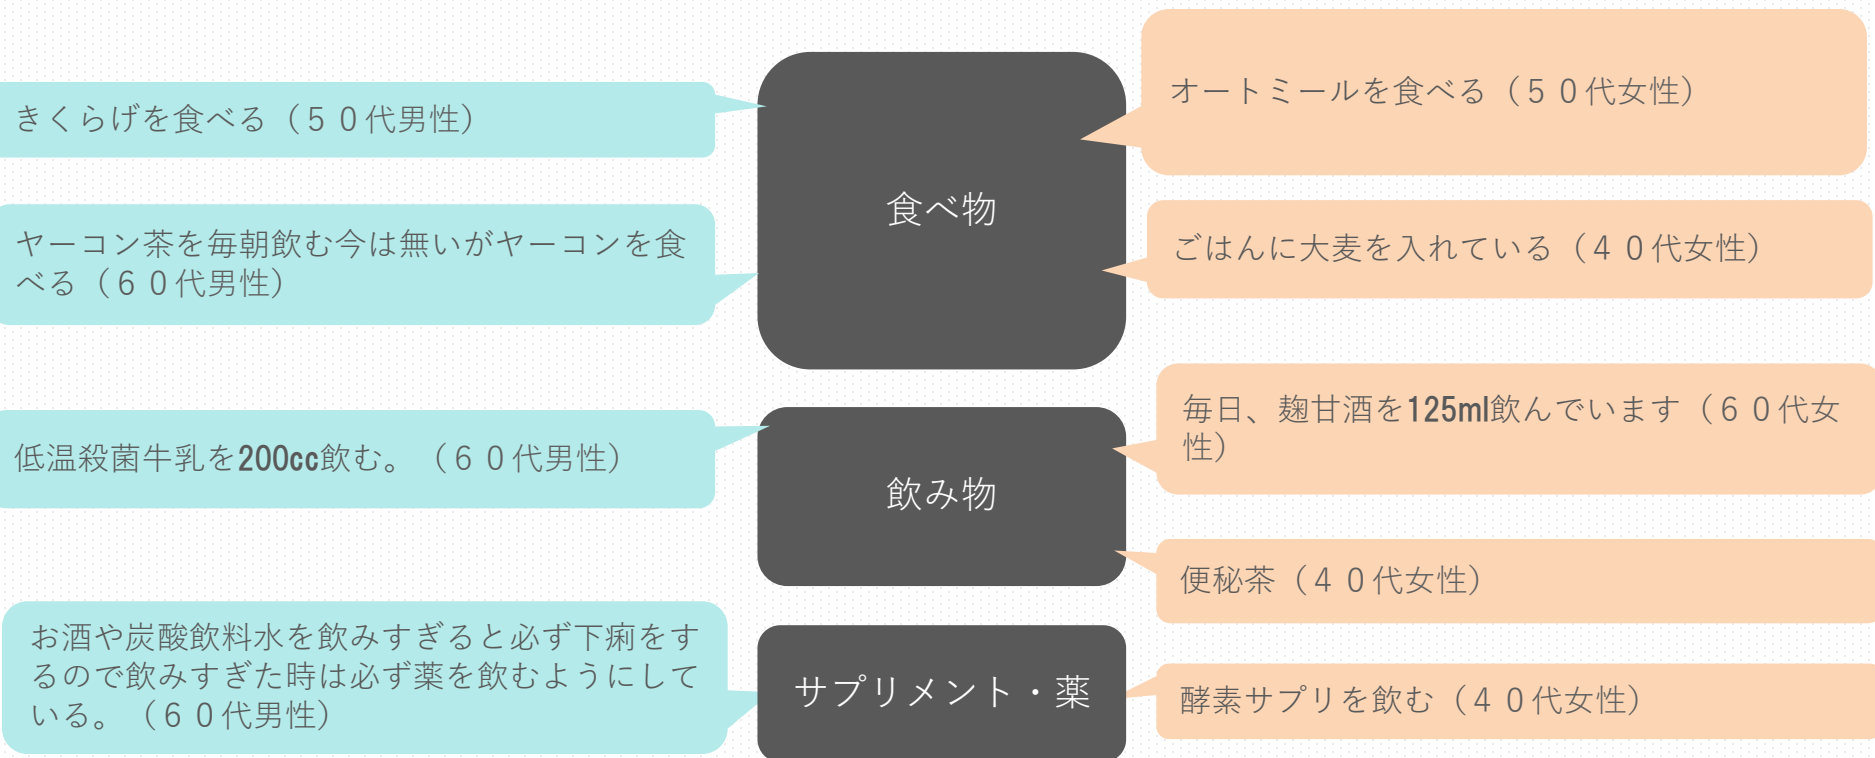 きくらげを食べる（５０代男性）
ヤーコン茶を毎朝飲む今は無いがヤーコンを食
べる（６０代男性）
食べ物
オートミールを食べる（５０代女性）
ごはんに大麦を入れている（４０代女性）
低温殺菌牛乳を200cc飲む。（６０代男性）
飲み物
毎日、麹甘酒を125ml飲んでいます（６０代女
性）
便秘茶（４０代女性）
お酒や炭酸飲料水を飲みすぎると必ず下痢をす
るので飲みすぎた時は必ず薬を飲むようにして
いる。（６０代男性）
サプリメント・薬
酵素サプリを飲む（４０代女性）